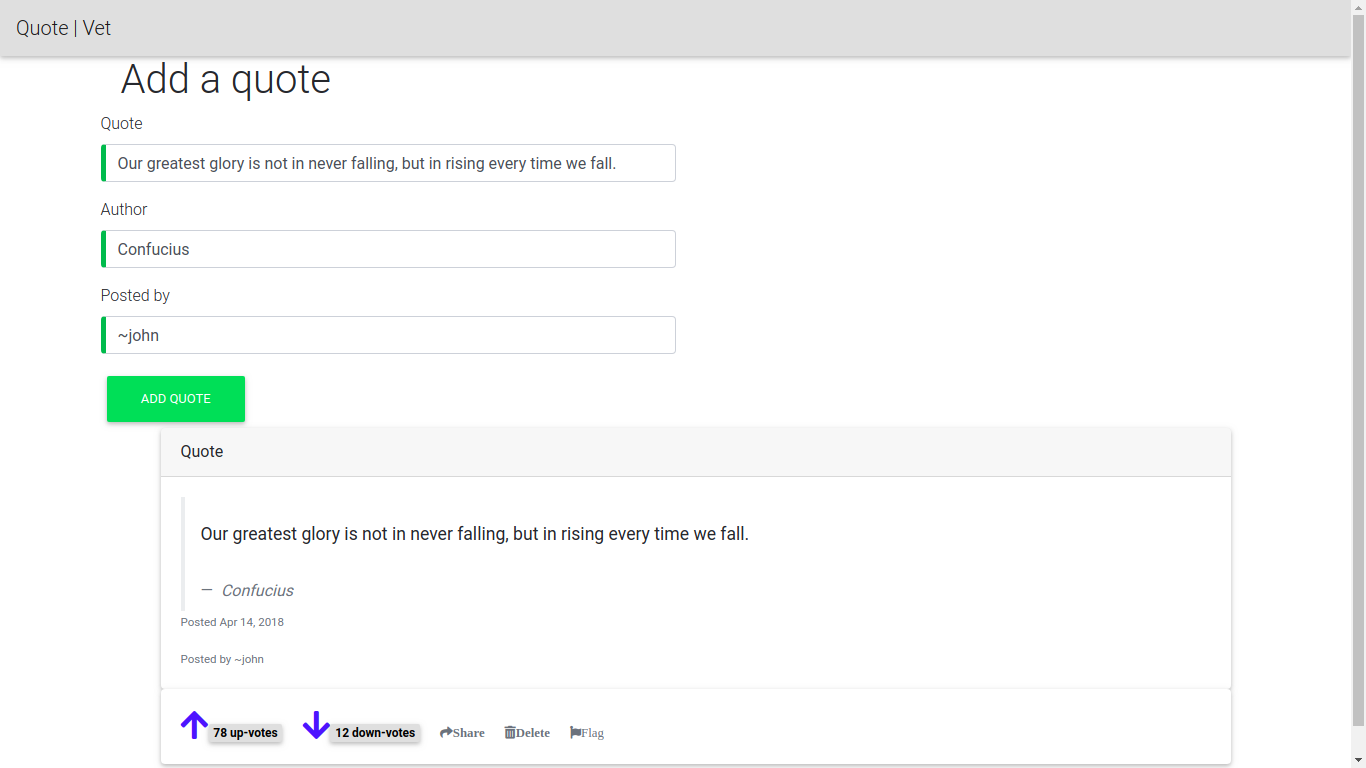 Quote | Vet
Add a quote
Quote
Our greatest glory is not in never falling, but in rising every time we fall.
Author
Confucius
Posted by
~john
ADD QUOTE
Quote
Our greatest glory is not in never falling, but in rising every time we fall.
— Confucius
Posted Apr 14, 2018
Posted by ~john
78 up-votes 12 down-votes Share Delete Flag